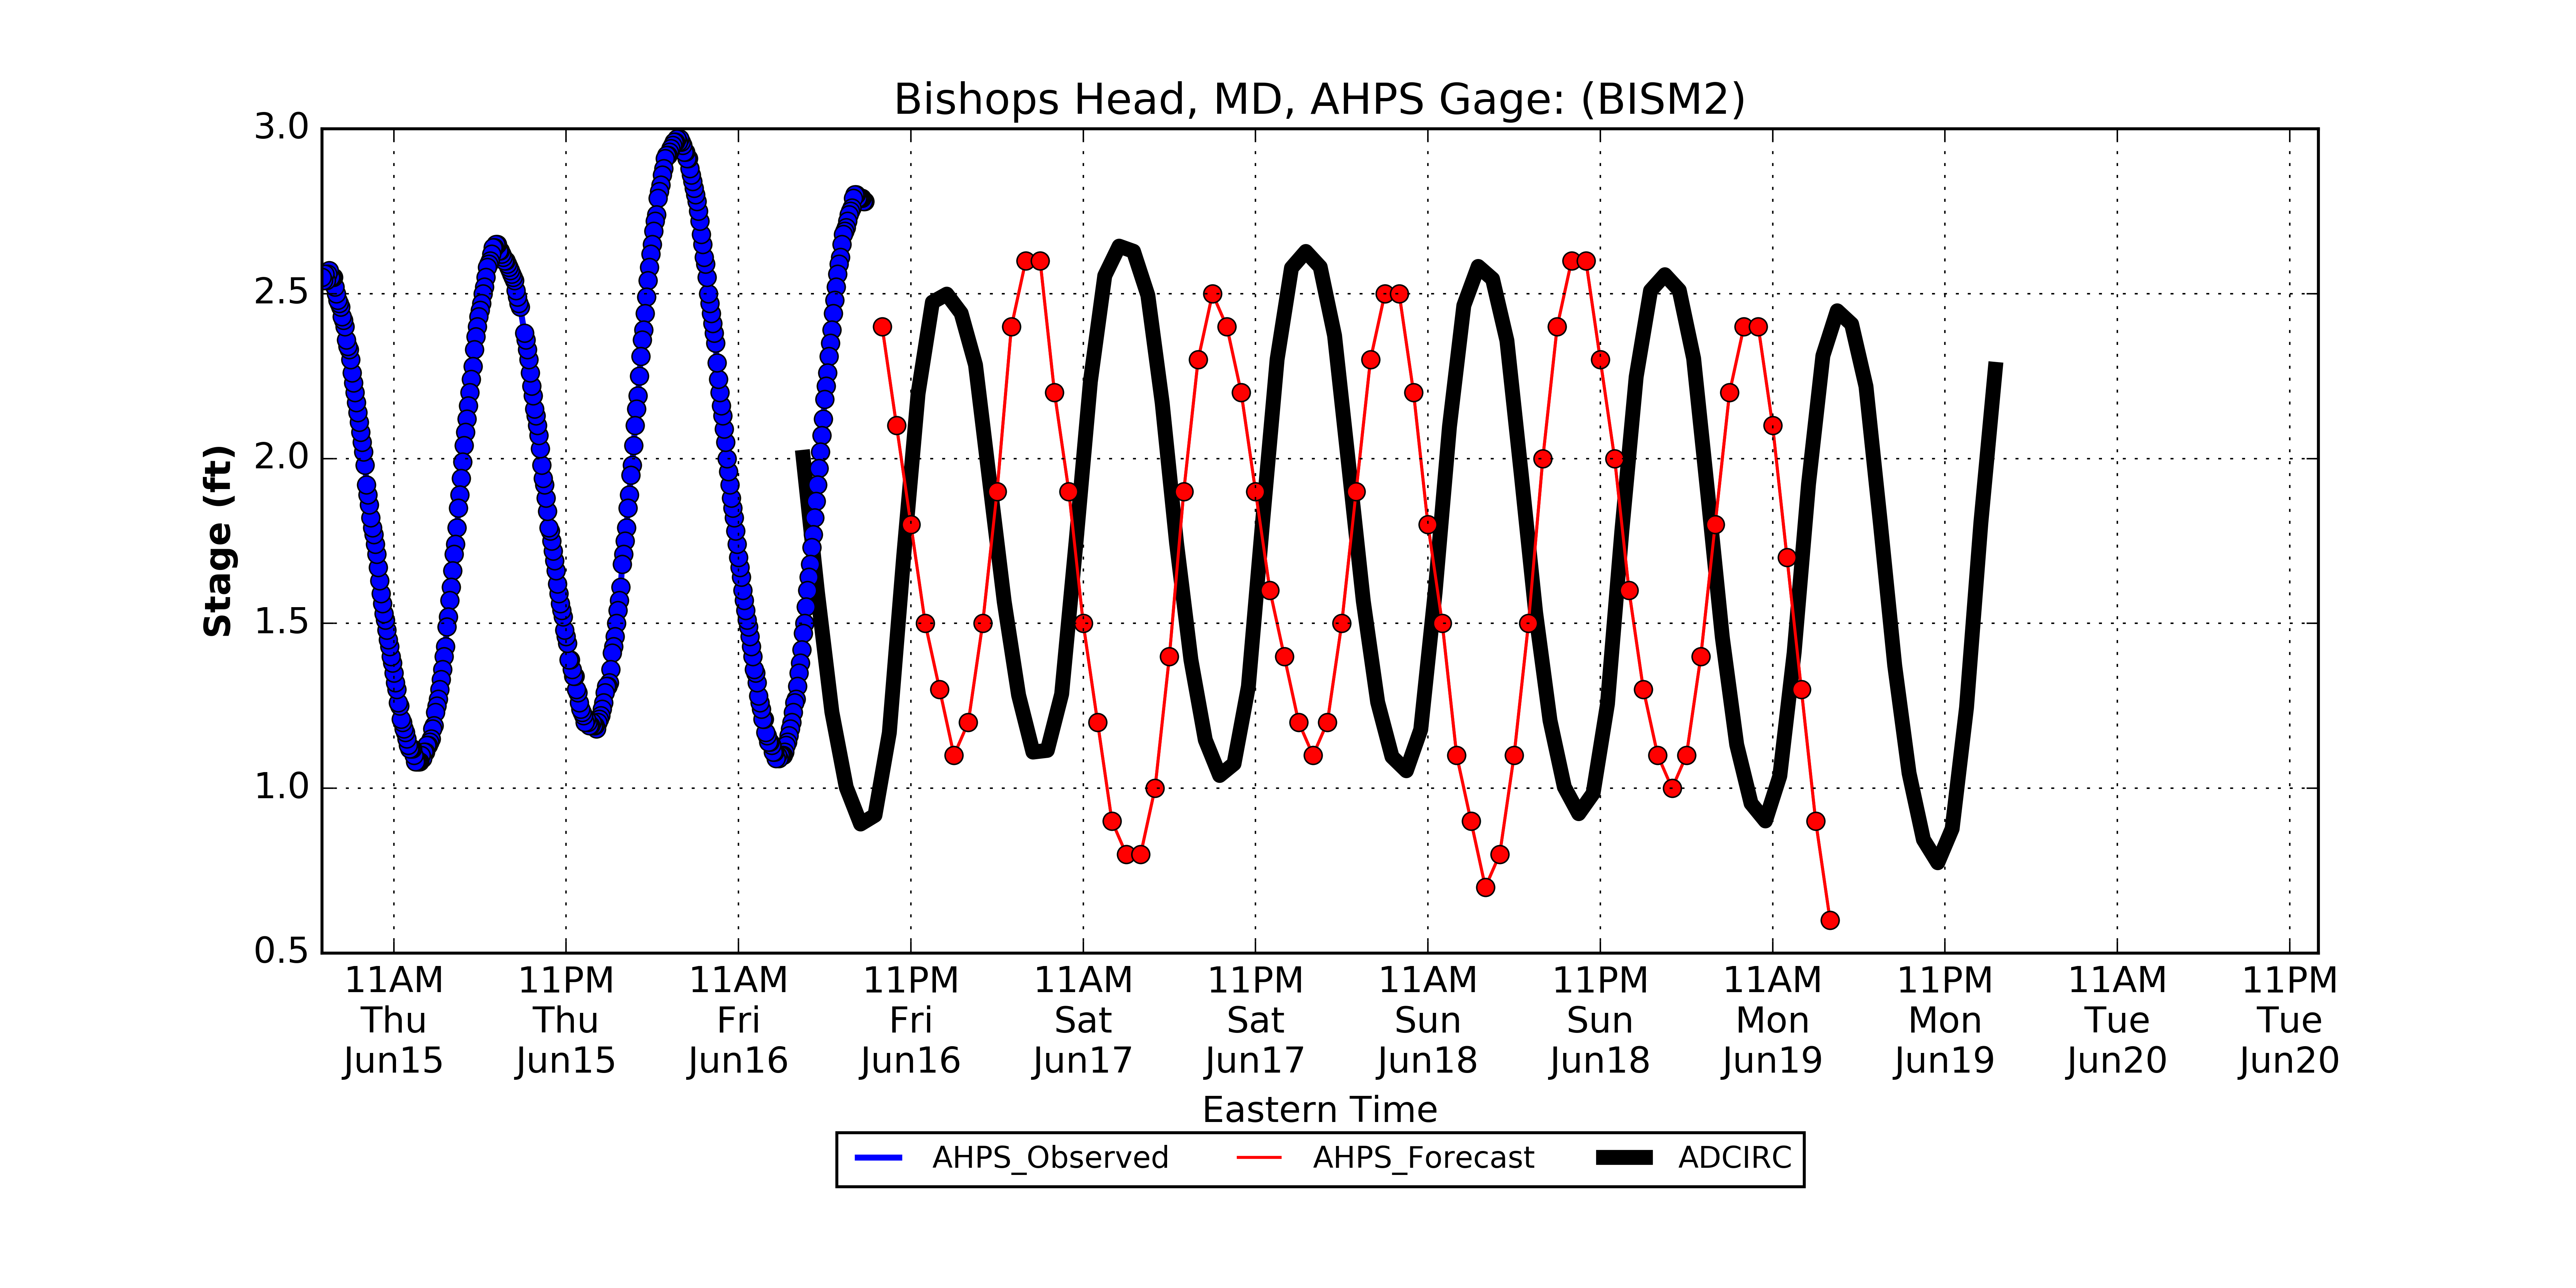 Bishops Head, MD, AHPS Gage: (BISM2)
Stage (ft)
3.0
2.5
2.0
1.5
1.0
0.5
11AM 11PM 11AM 11PM 11AM 11PM 11AM 11PM 11AM 11PM 11AM 11PM
Thu Thu Fri Fri Sat Sat Sun Sun Mon Mon Tue Tue
Jun15 Jun15 Jun16 Jun16 Jun17 Jun17 Jun18 Jun18 Jun19 Jun19 Jun20 Jun20
Eastern Time
AHPS_Observed AHPS_Forecast ADCIRC